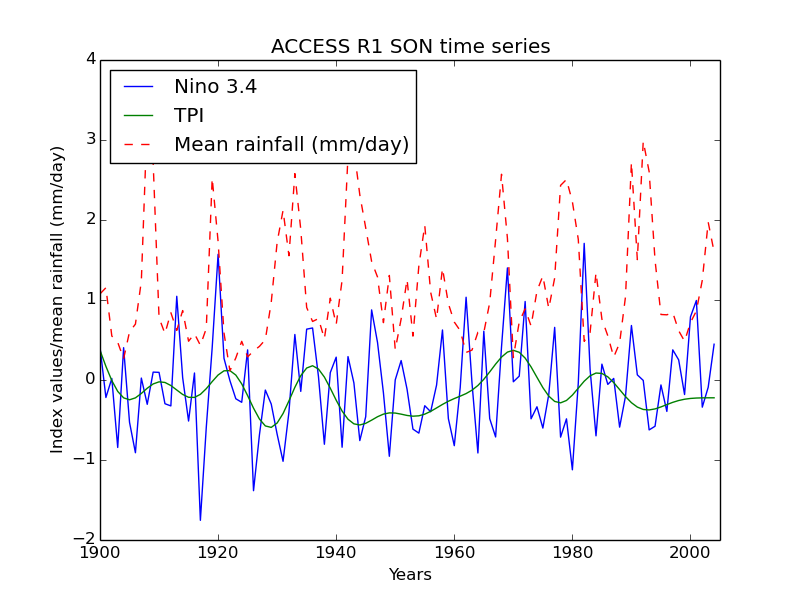 ACCESS R1 SON time series
Nino 3.4
TPI
Mean rainfall (mm/day)
Index values/mean rainfall (mm/day)
4
3
2
1
0
−1
−2
1900 1920 1940 1960 1980 2000
Years